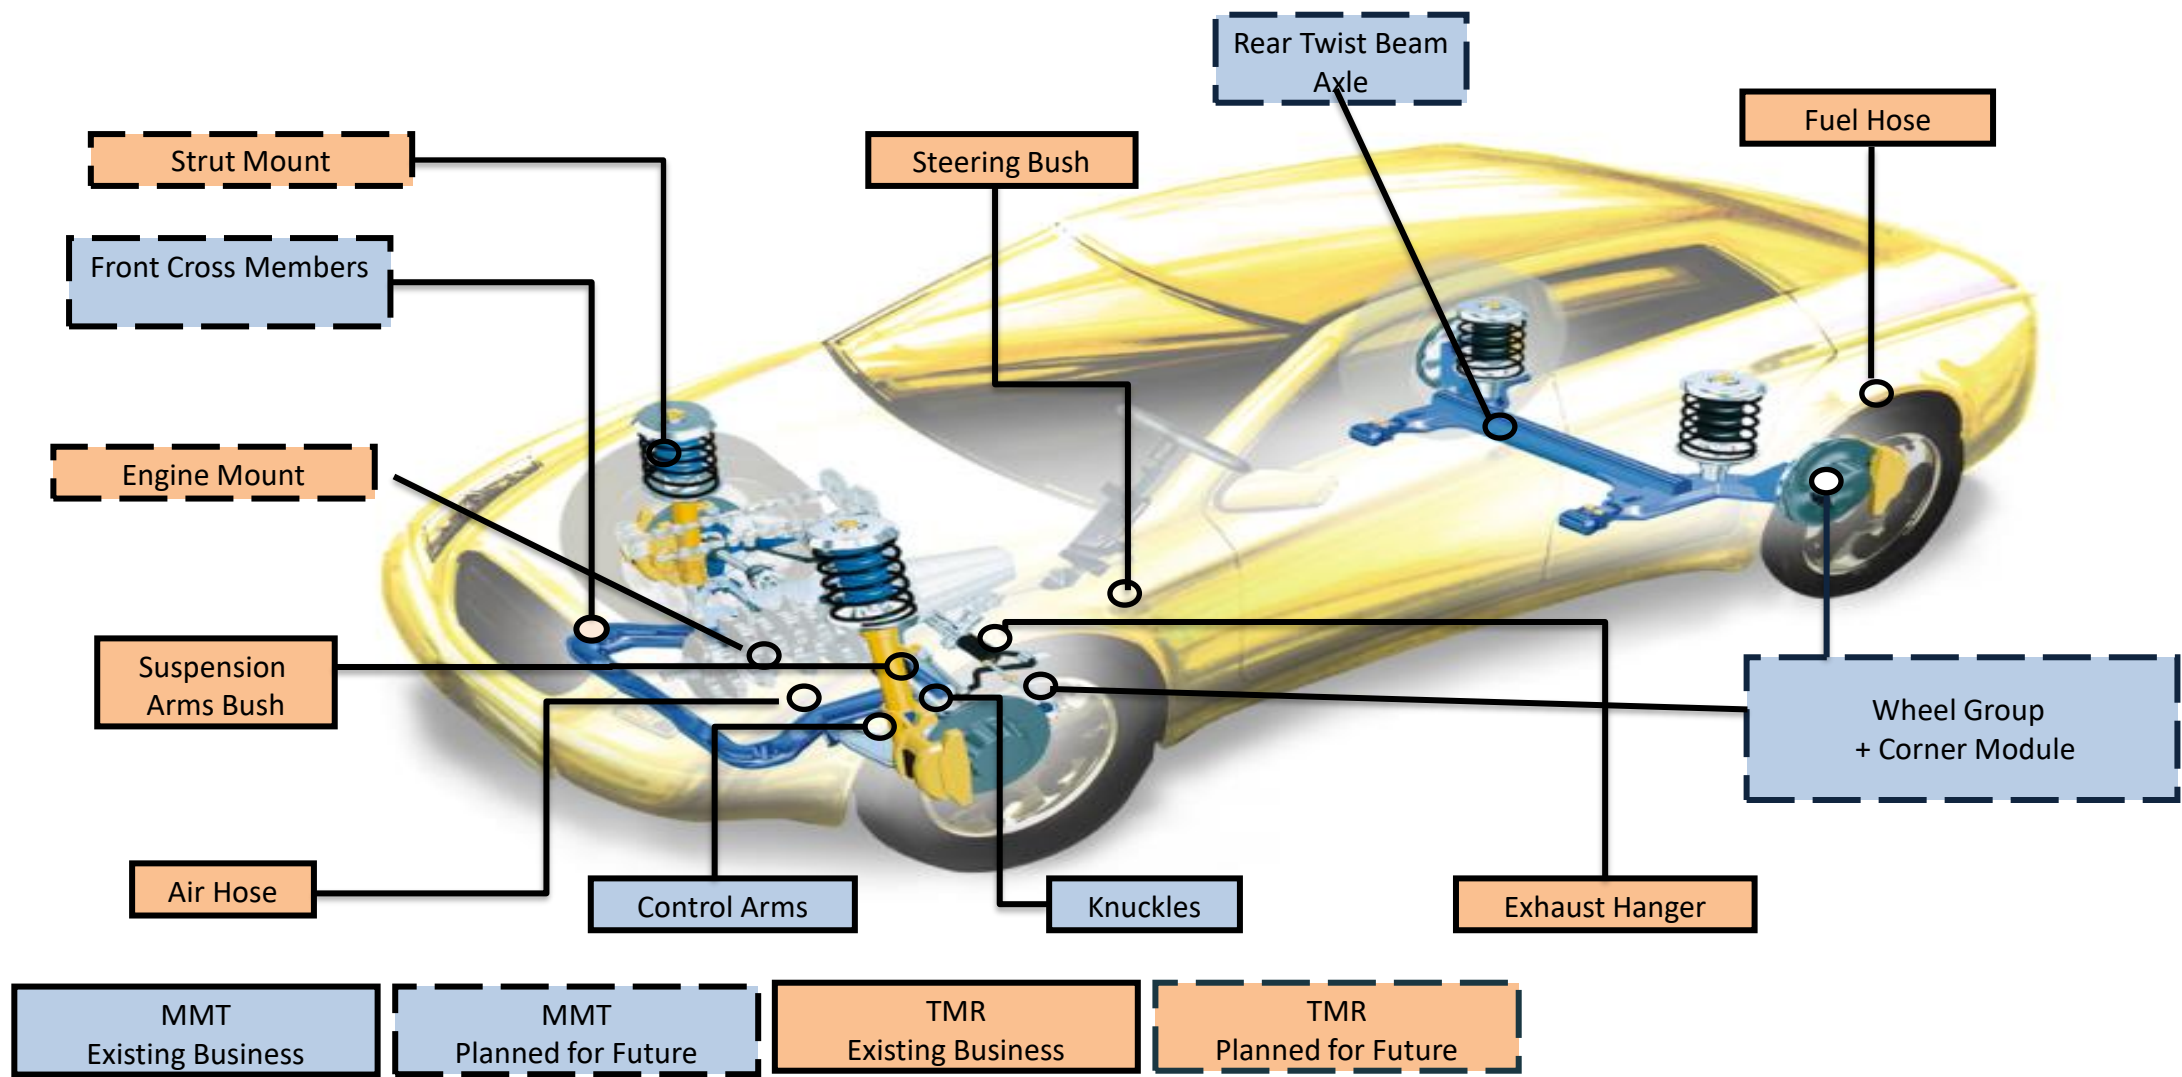 Rear Twist Beam
Axle
Fuel Hose
Strut Mount
Steering Bush
Front Cross Members
Engine Mount
Suspension
Arms Bush
Wheel Group
+ Corner Module
Air Hose
Control Arms
Knuckles
Exhaust Hanger
MMT
Existing Business
MMT
Planned for Future
TMR
Existing Business
TMR
Planned for Future